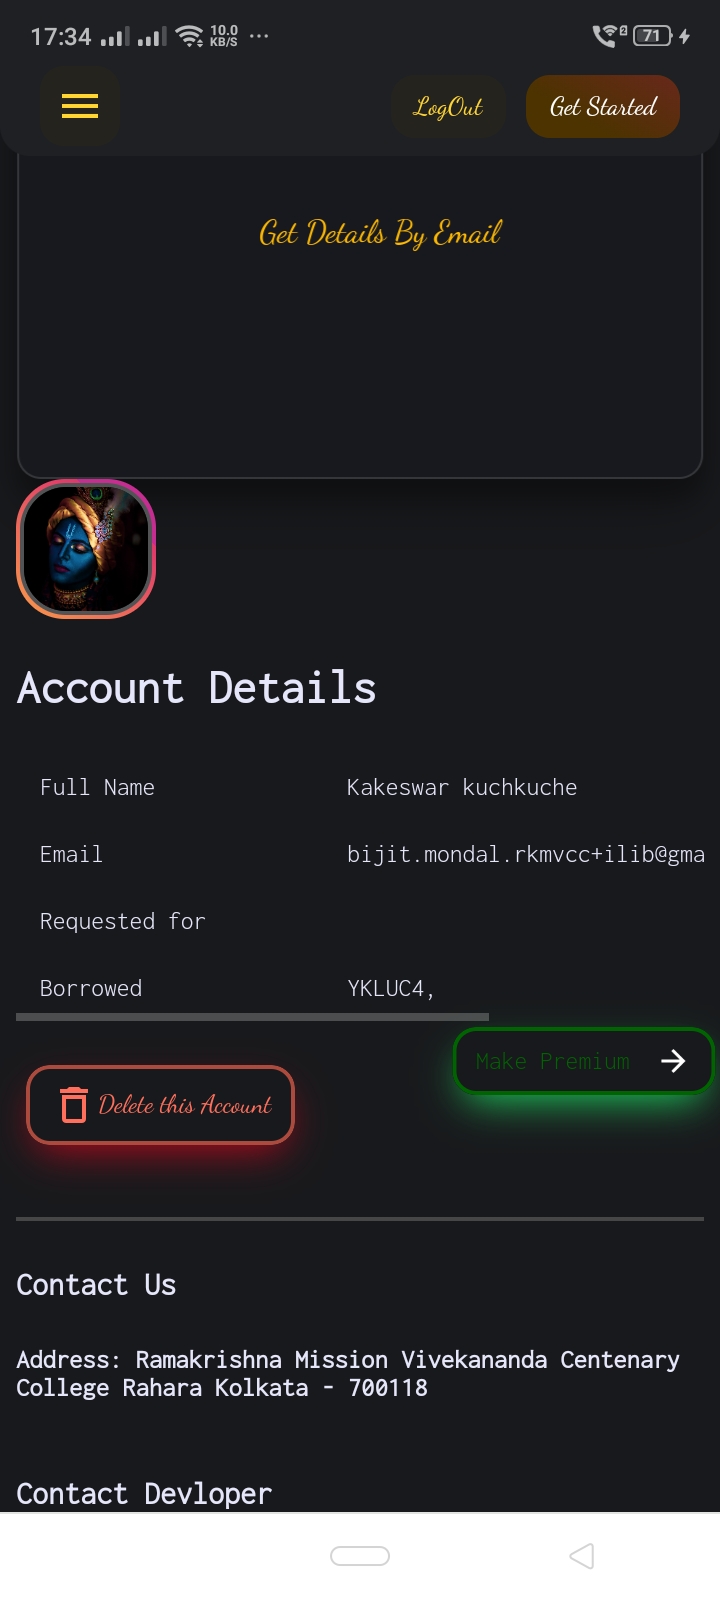 17:34 10.0 KB/S ... 2 71
LogOut Get Started
Get Details By Email
Account Details
Full Name Kakeswar kuchkuche
Email bijit.mondal.rkmvcc+ilib@gma
Requested for
Borrowed YKLUC4,
Make Premium
Delete this Account
Contact Us
Address: Ramakrishna Mission Vivekananda Centenary
College Rahara Kolkata - 700118
Contact Devloper